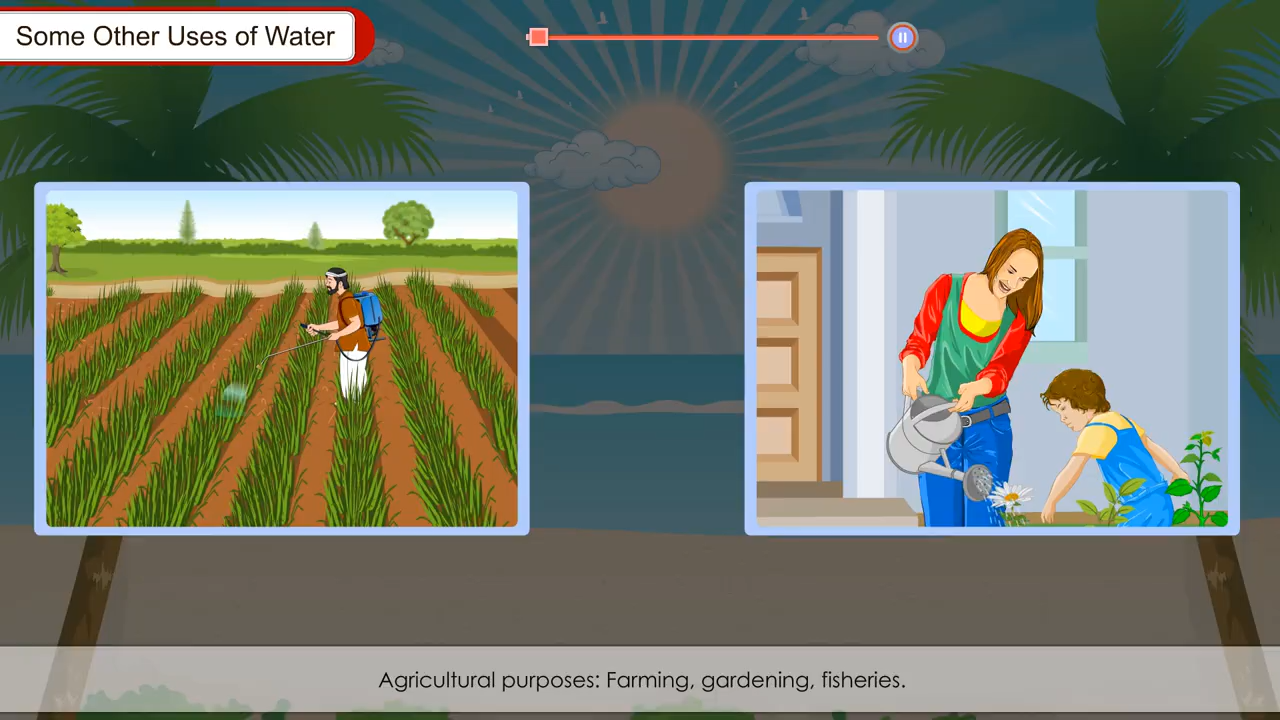 Some Other Uses of Water
Agricultural purposes: Farming, gardening, fisheries.